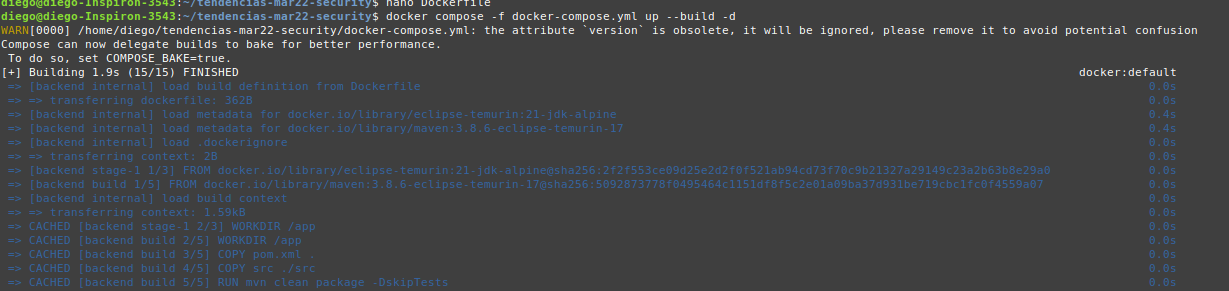 diego@diego-Inspiron-3543:~/tendencias-mar22-security$ nano Dockerfile
diego@diego-Inspiron-3543:~/tendencias-mar22-security$ docker compose -f docker-compose.yml up --build -d
WARN[0000] /home/diego/tendencias-mar22-security/docker-compose.yml: the attribute `version` is obsolete, it will be ignored, please remove it to avoid potential confusion
Compose can now delegate builds to bake for better performance.
 To do so, set COMPOSE_BAKE=true.
[+] Building 1.9s (15/15) FINISHED docker:default
 => [backend internal] load build definition from Dockerfile 0.0s
 => => transferring dockerfile: 362B 0.0s
 => [backend internal] load metadata for docker.io/library/eclipse-temurin:21-jdk-alpine 0.4s
 => [backend internal] load metadata for docker.io/library/maven:3.8.6-eclipse-temurin-17 0.4s
 => [backend internal] load .dockerignore 0.0s
 => => transferring context: 2B 0.0s
 => [backend stage-1 1/3] FROM docker.io/library/eclipse-temurin:21-jdk-alpine@sha256:2f2f553ce09d25e2d2f0f521ab94cd73f70c9b21327a29149c23a2b63b8e29a0 0.0s
 => [backend build 1/5] FROM docker.io/library/maven:3.8.6-eclipse-temurin-17@sha256:5092873778f0495464c1151df8f5c2e01a09ba37d931be719cbc1fc0f4559a07 0.0s
 => [backend internal] load build context 0.0s
 => => transferring context: 1.59kB 0.0s
 => CACHED [backend stage-1 2/3] WORKDIR /app 0.0s
 => CACHED [backend build 2/5] WORKDIR /app 0.0s
 => CACHED [backend build 3/5] COPY pom.xml . 0.0s
 => CACHED [backend build 4/5] COPY src ./src 0.0s
 => CACHED [backend build 5/5] RUN mvn clean package -DskipTests 0.0s